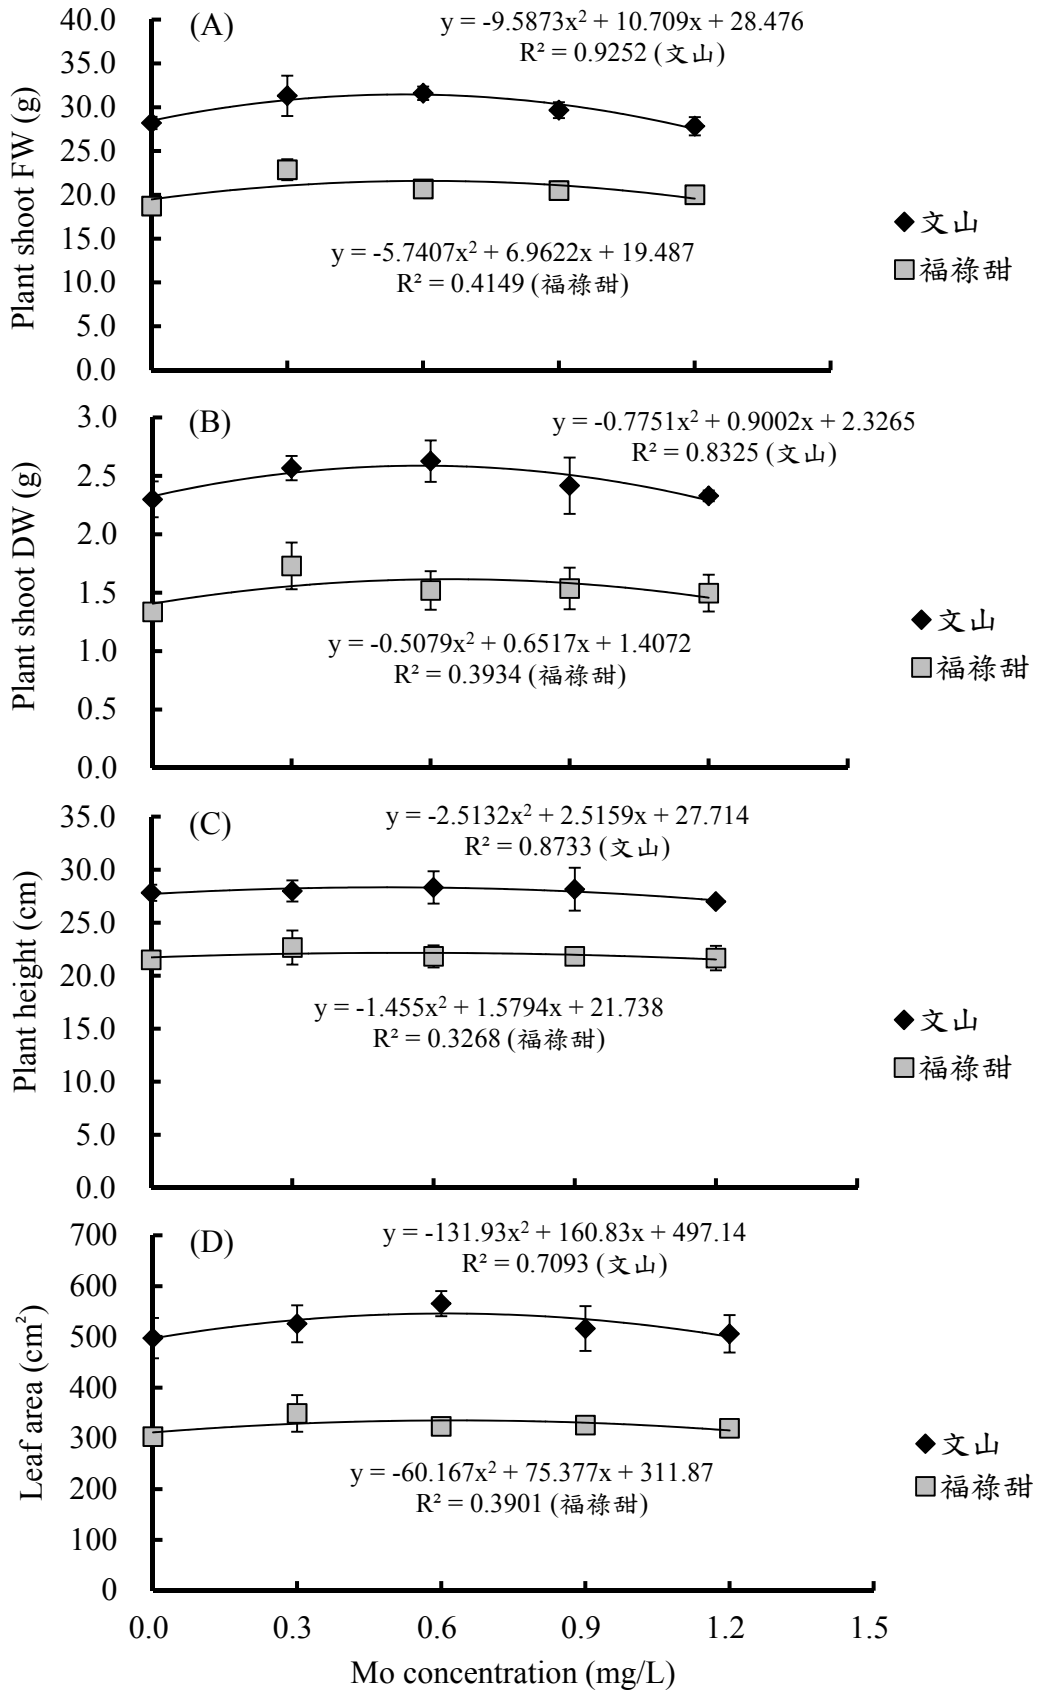 (A)
y = -9.5873x² + 10.709x + 28.476
R² = 0.9252 (文山)
Plant shoot FW (g)
40.0
35.0
30.0
25.0
20.0
15.0
10.0
5.0
0.0
y = -5.7407x² + 6.9622x + 19.487
R² = 0.4149 (福祿甜)
文山
福祿甜
(B)
y = -0.7751x² + 0.9002x + 2.3265
R² = 0.8325 (文山)
Plant shoot DW (g)
3.0
2.5
2.0
1.5
1.0
0.5
0.0
y = -0.5079x² + 0.6517x + 1.4072
R² = 0.3934 (福祿甜)
文山
福祿甜
(C)
y = -2.5132x² + 2.5159x + 27.714
R² = 0.8733 (文山)
Plant height (cm)
35.0
30.0
25.0
20.0
15.0
10.0
5.0
0.0
y = -1.455x² + 1.5794x + 21.738
R² = 0.3268 (福祿甜)
文山
福祿甜
(D)
y = -131.93x² + 160.83x + 497.14
R² = 0.7093 (文山)
Leaf area (cm²)
700
600
500
400
300
200
100
0
y = -60.167x² + 75.377x + 311.87
R² = 0.3901 (福祿甜)
文山
福祿甜
0.0 0.3 0.6 0.9 1.2 1.5
Mo concentration (mg/L)